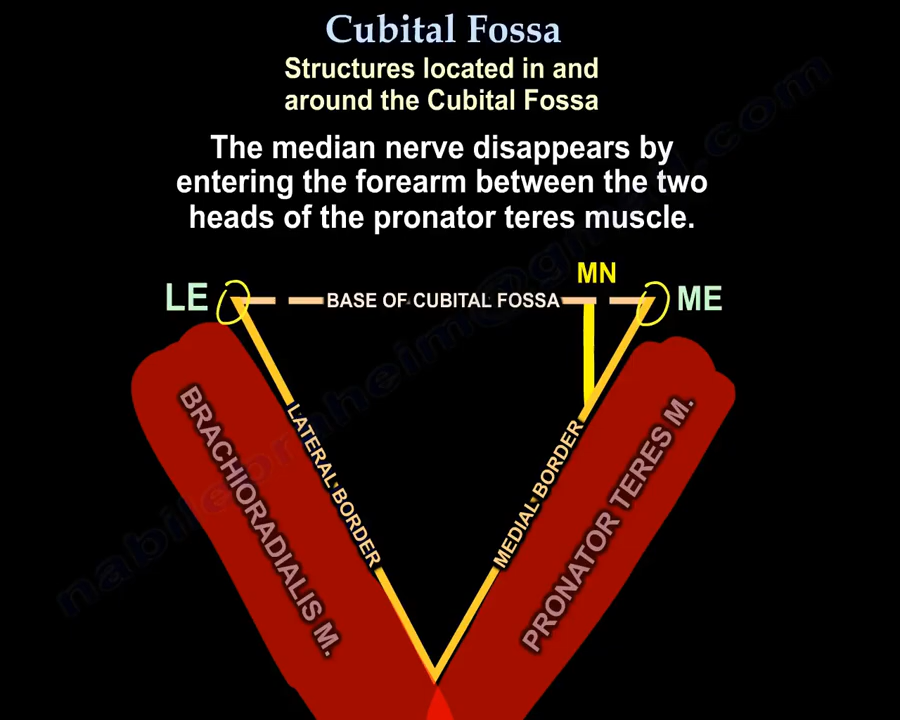 Cubital Fossa
Structures located in and
around the Cubital Fossa
The median nerve disappears by
entering the forearm between the two
heads of the pronator teres muscle.
MN
LE
BASE OF CUBITAL FOSSA
ME
BRACHIORADIALIS M.
LATERAL BORDER
MEDIAL BORDER
PRONATOR TERES M.